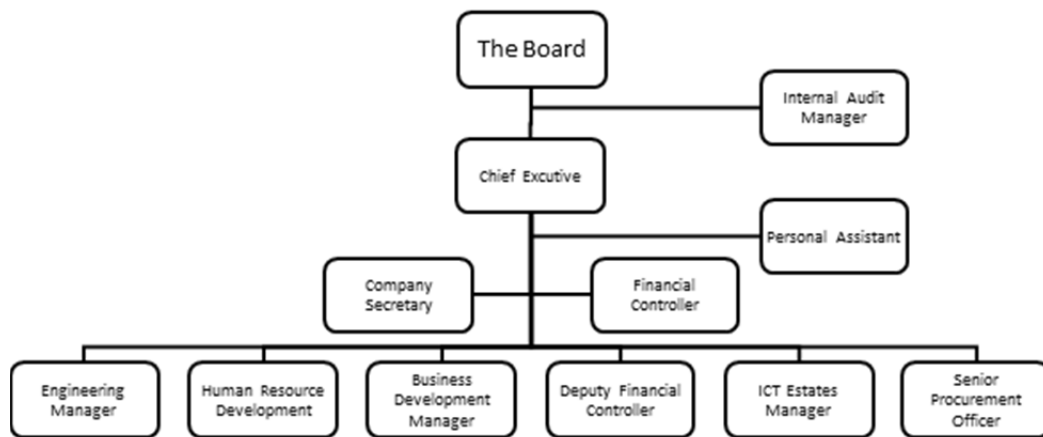 The Board
Internal Audit
Manager
Chief Excutive
Personal Assistant
Company
Secretary
Financial
Controller
Engineering
Manager
Human Resource
Development
Business
Development
Manager
Deputy Financial
Controller
ICT Estates
Manager
Senior
Procurement
Officer